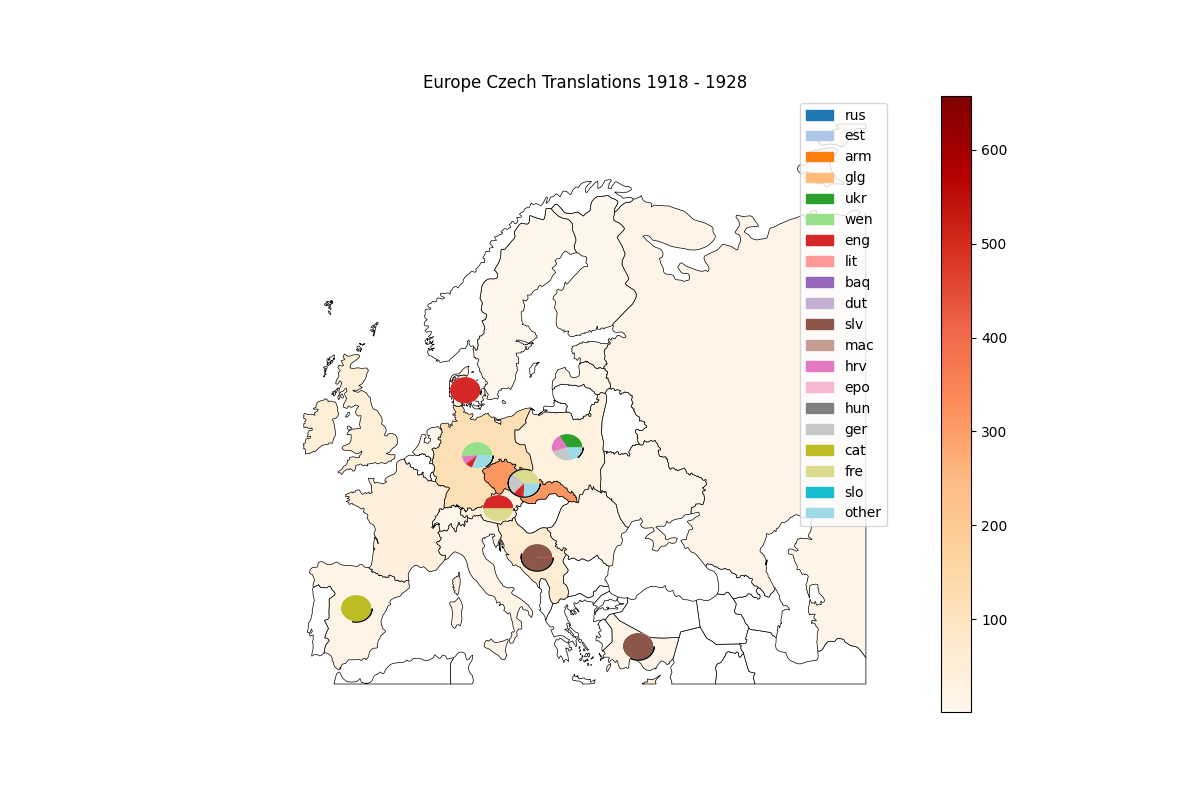 Europe Czech Translations 1918 - 1928
rus
est
arm
glg
ukr
wen
eng
lit
baq
dut
slv
mac
hrv
epo
hun
ger
cat
fre
slo
other
600
500
400
300
200
100